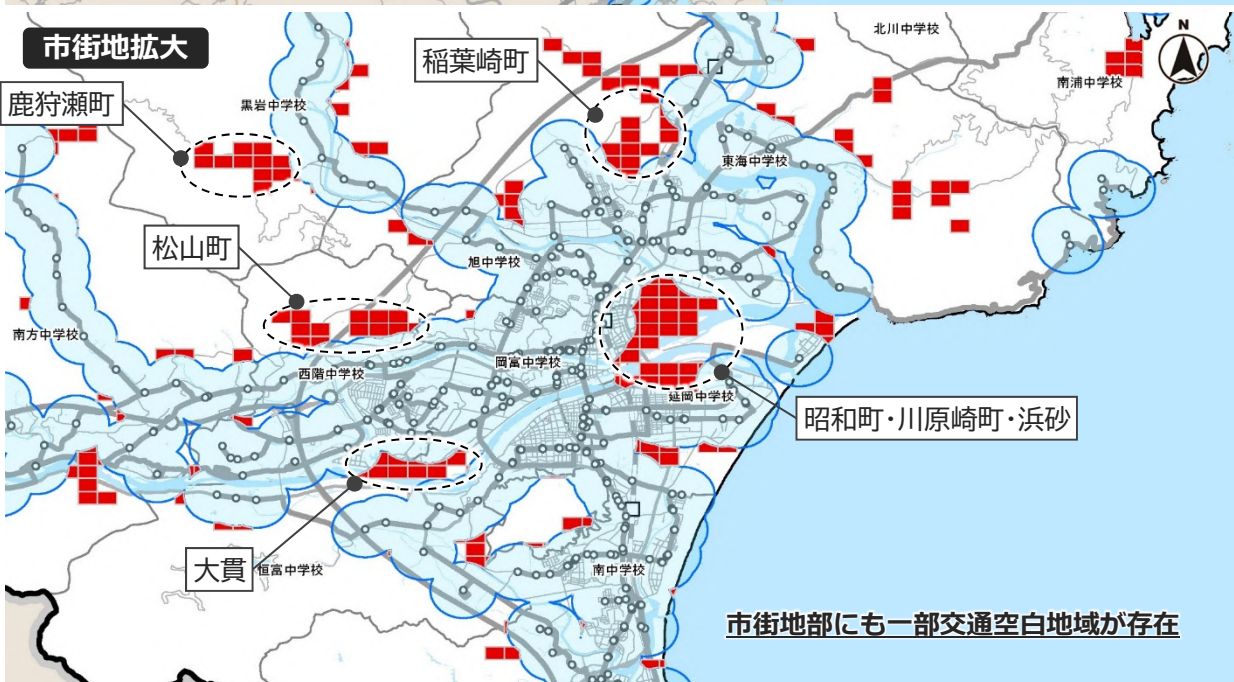 市街地拡大
稲葉崎町
北川中学校
N
南浦中学校
鹿狩瀬町
黒岩中学校
東海中学校
松山町
旭中学校
南方中学校
岡富中学校
西階中学校
延岡中学校
昭和町・川原崎町・浜砂
大貫
恒富中学校
南中学校
市街地部にも一部交通空白地域が存在